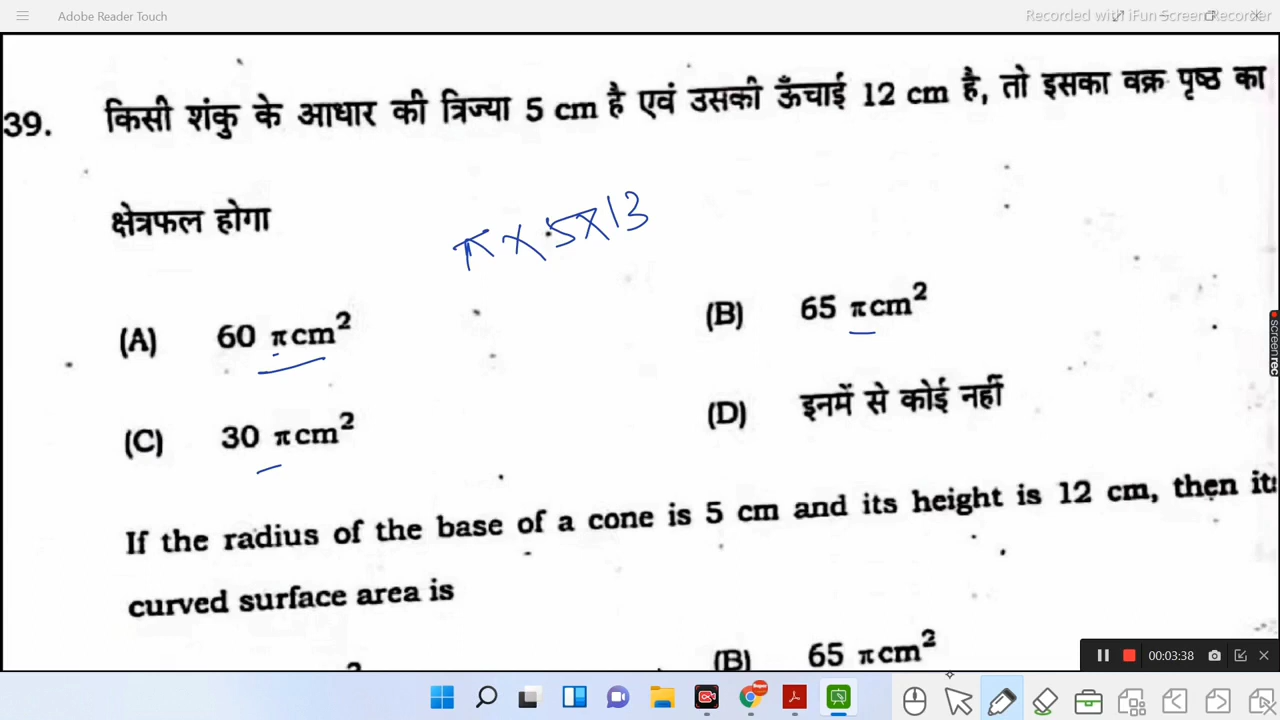 Adobe Reader Touch
Recorded with iFun Screen Recorder
39. किसी शंकु के आधार की त्रिज्या 5 cm है एवं उसकी ऊँचाई 12 cm है, तो इसका वक्र पृष्ठ का
क्षेत्रफल होगा
π × 5 × 13
(A) 60 πcm²
(B) 65 πcm²
(C) 30 πcm²
(D) इनमें से कोई नहीं
If the radius of the base of a cone is 5 cm and its height is 12 cm, then its
curved surface area is
(B) 65 πcm²
screenrec
00:03:38